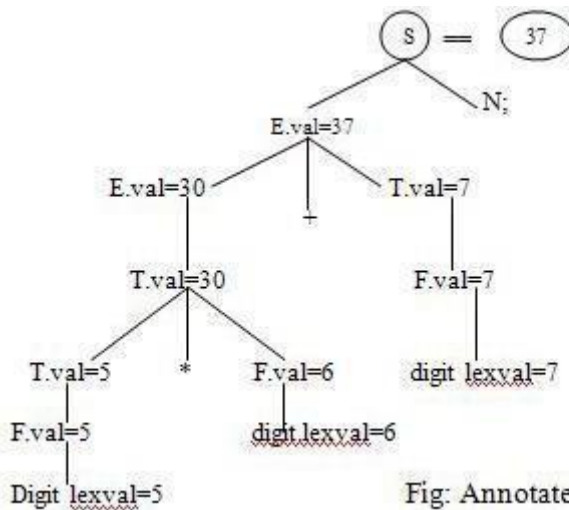 S = 37
N;
E.val=37
E.val=30 + T.val=7
T.val=30 F.val=7
T.val=5 * F.val=6 digit lexval=7
F.val=5 digit.lexval=6
Digit lexval=5 Fig: Annotate